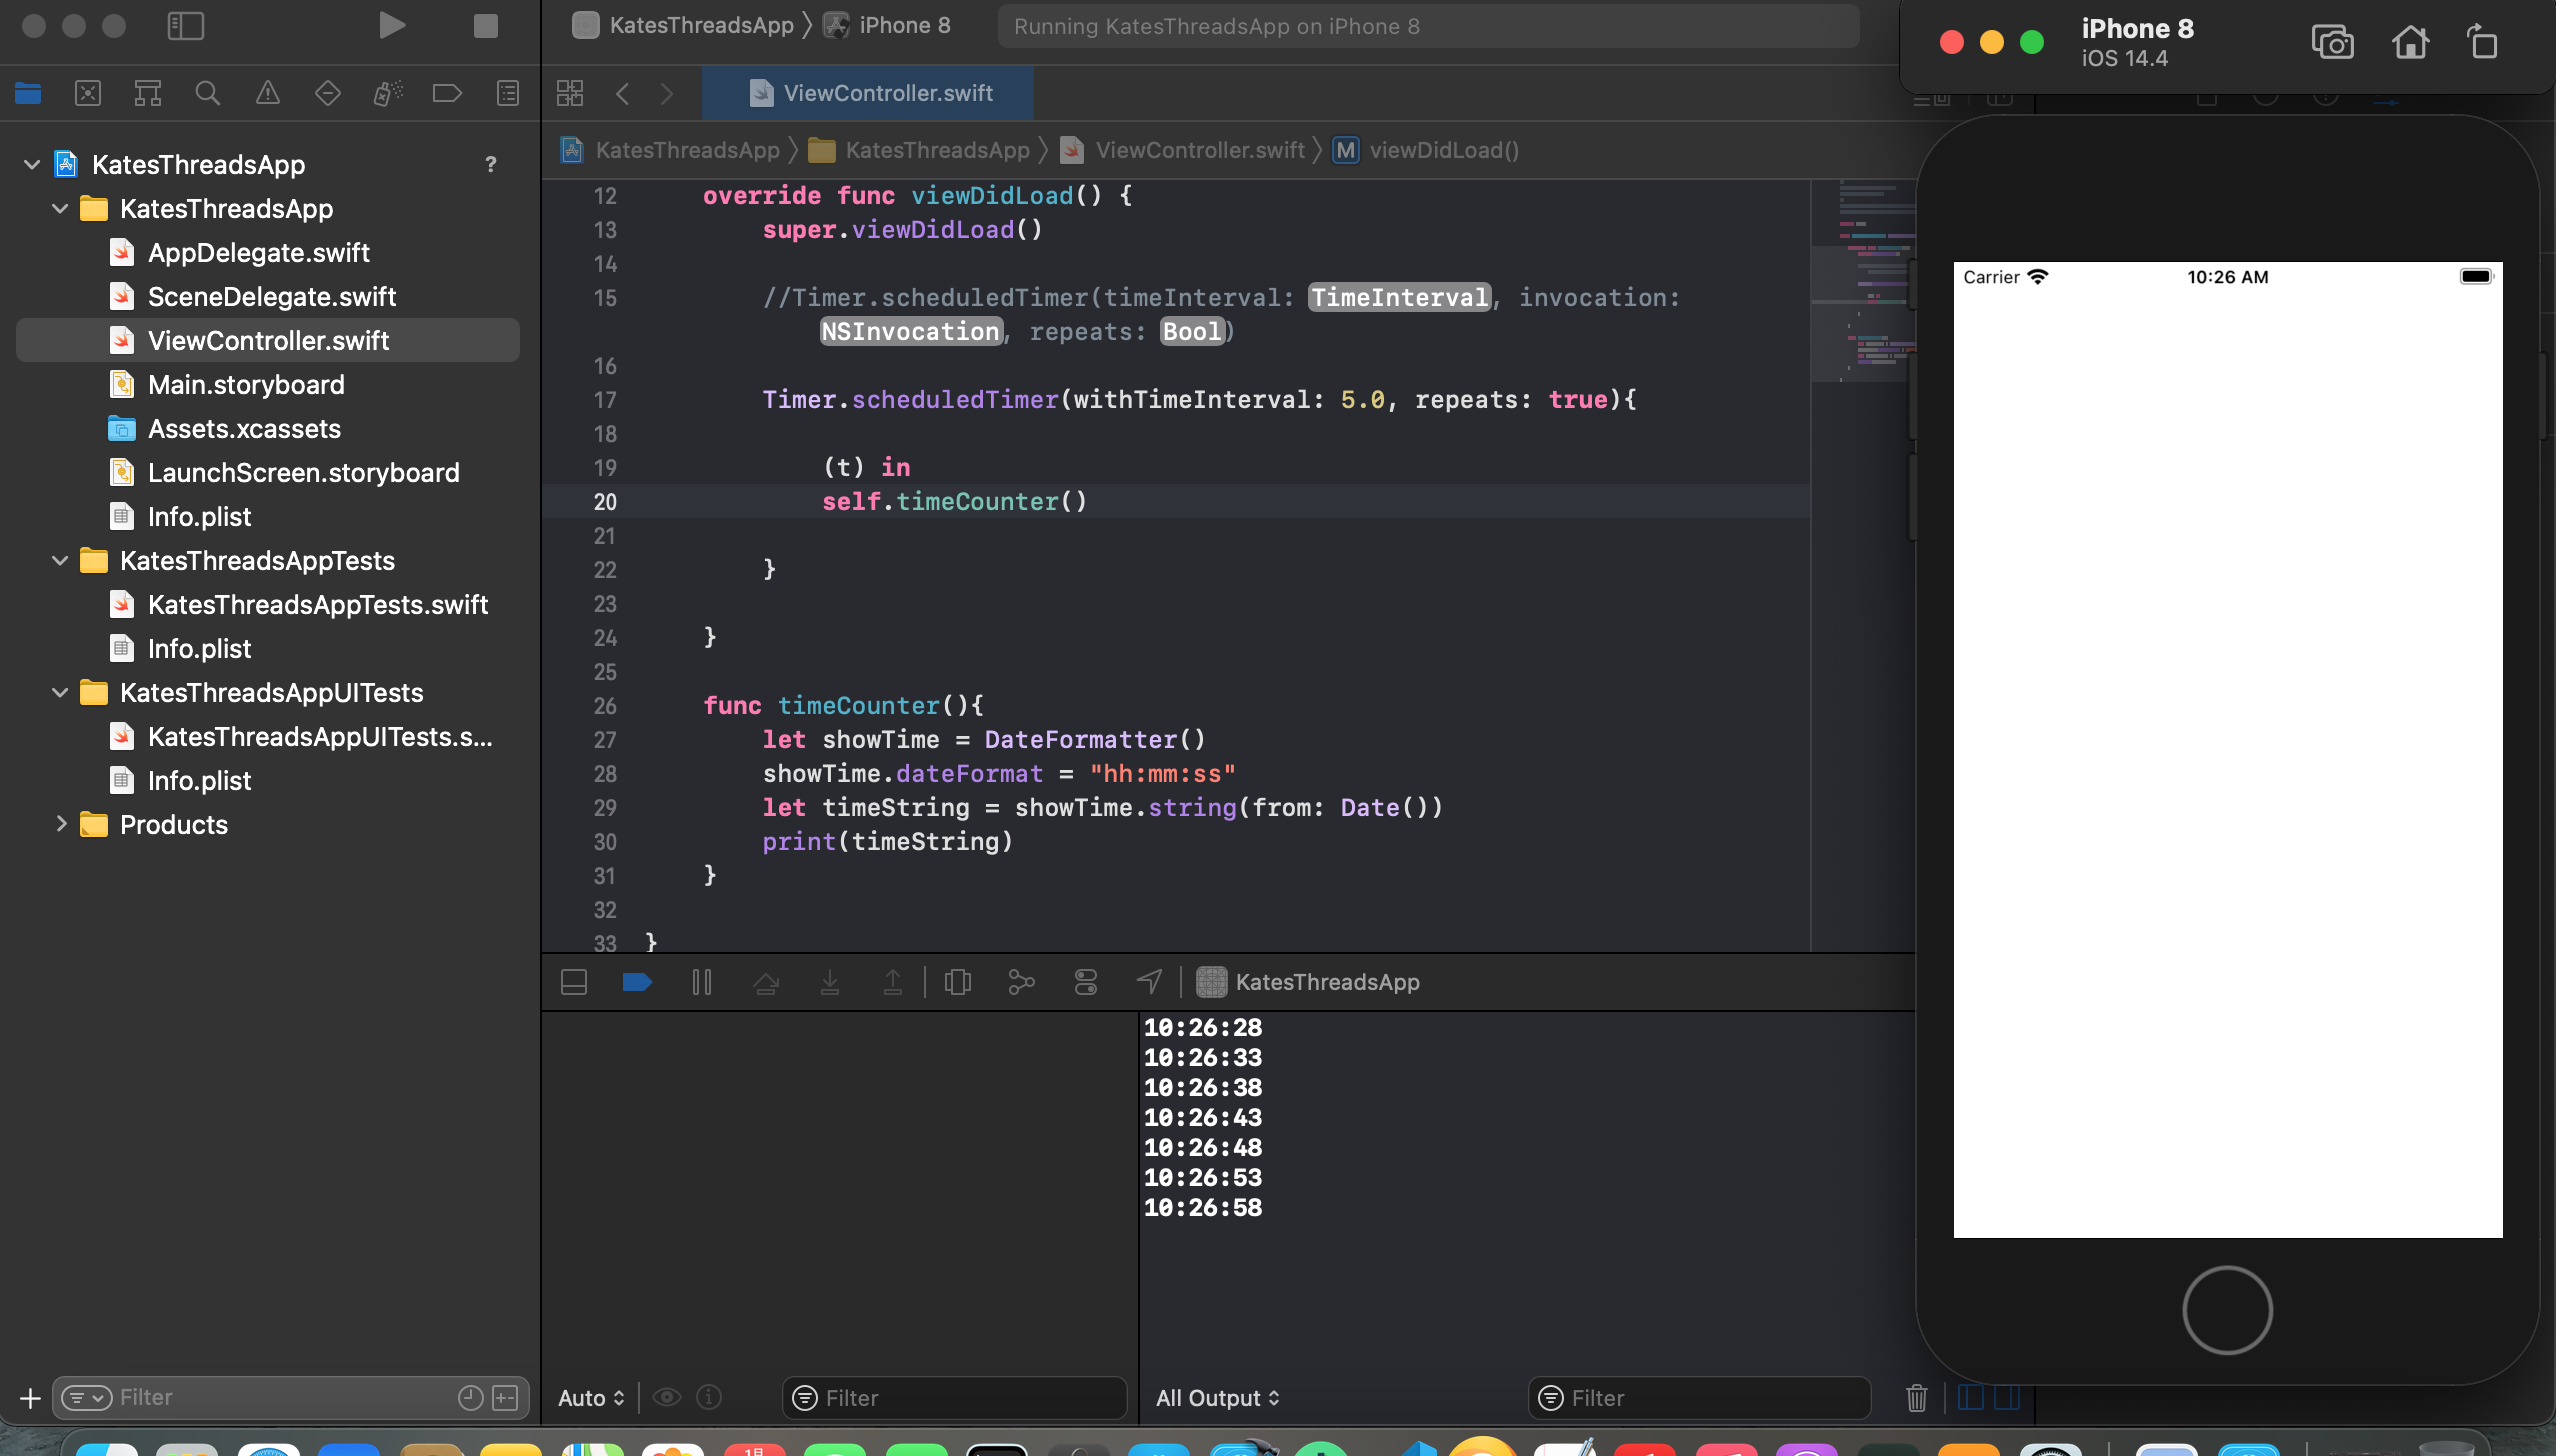 KatesThreadsApp 〉 iPhone 8
Running KatesThreadsApp on iPhone 8
iPhone 8
iOS 14.4
ViewController.swift
KatesThreadsApp 〉 KatesThreadsApp 〉 ViewController.swift 〉 M viewDidLoad()
KatesThreadsApp ?
KatesThreadsApp
AppDelegate.swift
SceneDelegate.swift
ViewController.swift
Main.storyboard
Assets.xcassets
LaunchScreen.storyboard
Info.plist
KatesThreadsAppTests
KatesThreadsAppTests.swift
Info.plist
KatesThreadsAppUITests
KatesThreadsAppUITests.s...
Info.plist
Products
12 override func viewDidLoad() {
13 super.viewDidLoad()
14
15 //Timer.scheduledTimer(timeInterval: TimeInterval, invocation:
NSInvocation, repeats: Bool)
16
17 Timer.scheduledTimer(withTimeInterval: 5.0, repeats: true){
18
19 (t) in
20 self.timeCounter()
21
22 }
23
24 }
25
26 func timeCounter(){
27 let showTime = DateFormatter()
28 showTime.dateFormat = "hh:mm:ss"
29 let timeString = showTime.string(from: Date())
30 print(timeString)
31 }
32
33 }
KatesThreadsApp
10:26:28
10:26:33
10:26:38
10:26:43
10:26:48
10:26:53
10:26:58
Filter
Auto
Filter
All Output
Filter
Carrier 10:26 AM